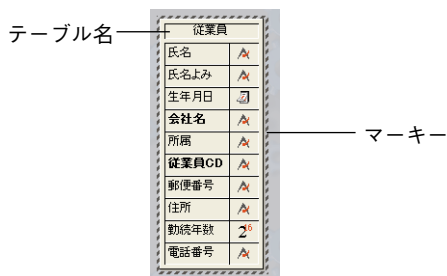 テーブル名
従業員
氏名
氏名よみ
生年月日
会社名
所属
従業員CD
郵便番号
住所
勤続年数 2^16
電話番号
マーキー